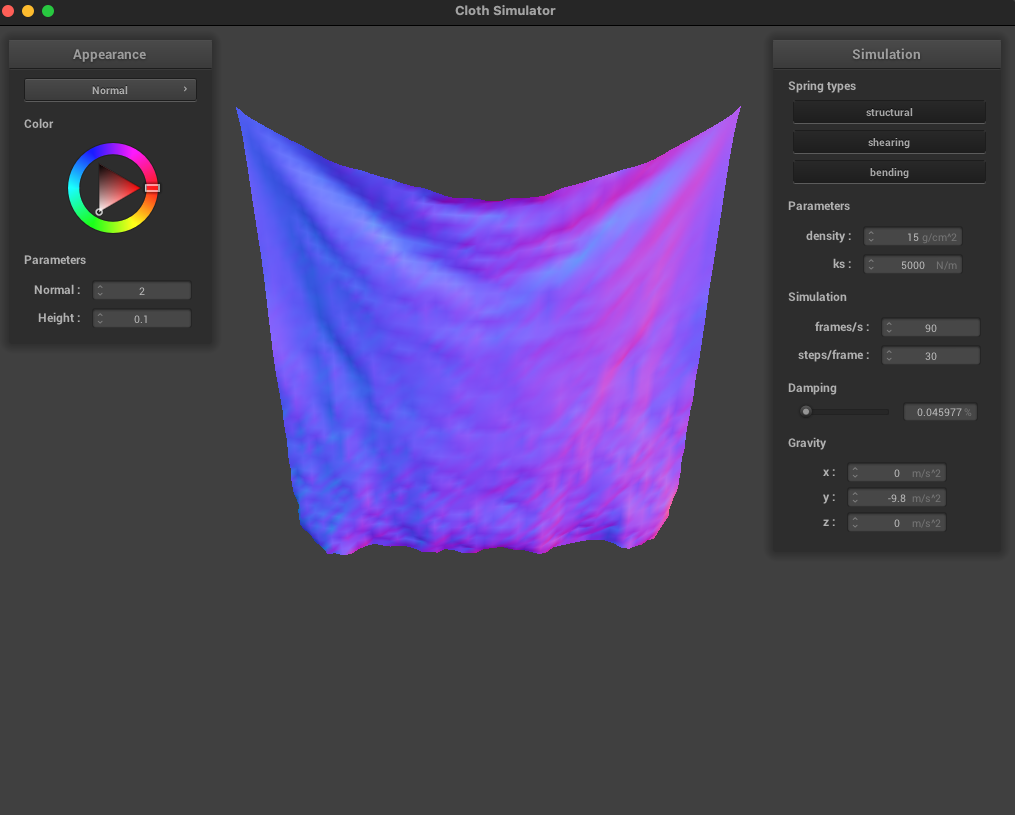 Cloth Simulator
Appearance
Normal
Color
Parameters
Normal : 2
Height : 0.1
Simulation
Spring types
structural
shearing
bending
Parameters
density : 15 g/cm^2
ks : 5000 N/m
Simulation
frames/s : 90
steps/frame : 30
Damping
0.045977 %
Gravity
x : 0 m/s^2
y : -9.8 m/s^2
z : 0 m/s^2